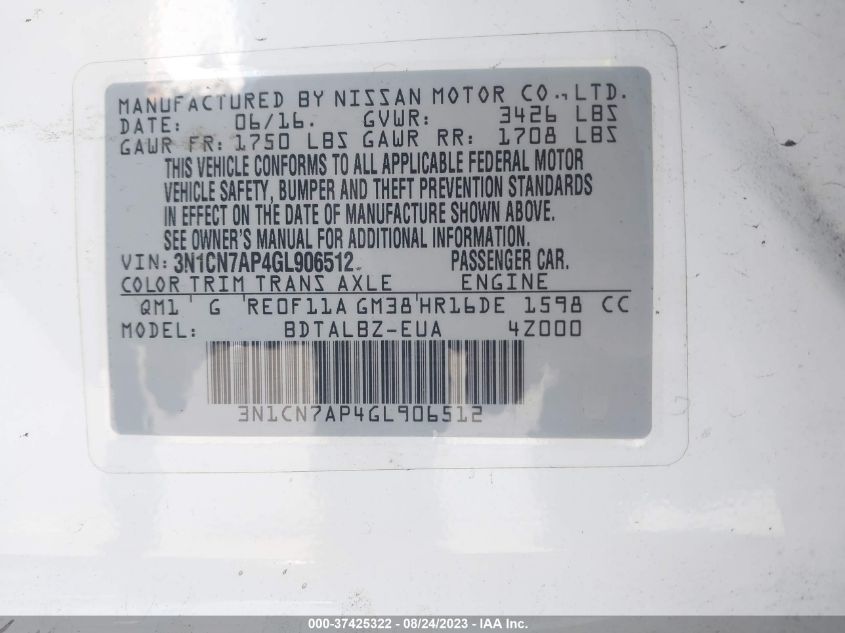 MANUFACTURED BY NISSAN MOTOR CO., LTD.
DATE: 06/16. GVWR: 3426 LBS
GAWR FR: 1750 LBS GAWR RR: 1708 LBS
THIS VEHICLE CONFORMS TO ALL APPLICABLE FEDERAL MOTOR
VEHICLE SAFETY, BUMPER AND THEFT PREVENTION STANDARDS
IN EFFECT ON THE DATE OF MANUFACTURE SHOWN ABOVE.
SEE OWNER'S MANUAL FOR ADDITIONAL INFORMATION.
VIN: 3N1CN7AP4GL906512. PASSENGER CAR.
COLOR TRIM TRANS AXLE ENGINE
QM1 ' G 'RE0F11A GM38'HR16DE 1598 CC
MODEL: BDTALBZ-EUA 4Z000
3N1CN7AP4GL906512
000-37425322 - 08/24/2023 - IAA Inc.